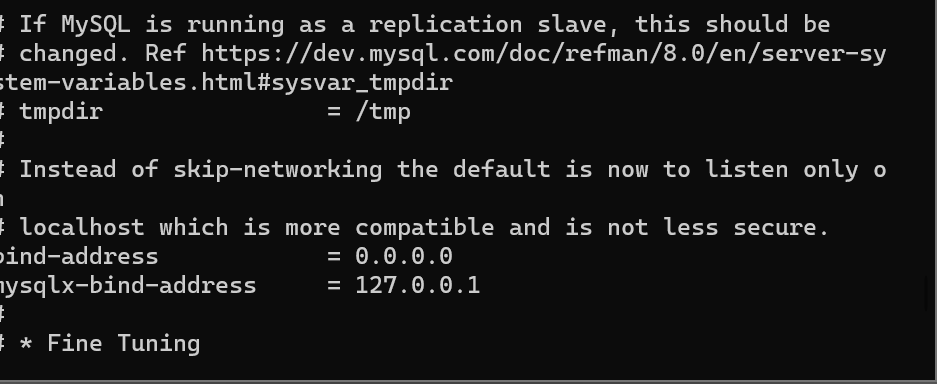 # If MySQL is running as a replication slave, this should be
# changed. Ref https://dev.mysql.com/doc/refman/8.0/en/server-sy
stem-variables.html#sysvar_tmpdir
# tmpdir                = /tmp
#
# Instead of skip-networking the default is now to listen only o
n
# localhost which is more compatible and is not less secure.
bind-address            = 0.0.0.0
mysqlx-bind-address     = 127.0.0.1
#
# * Fine Tuning